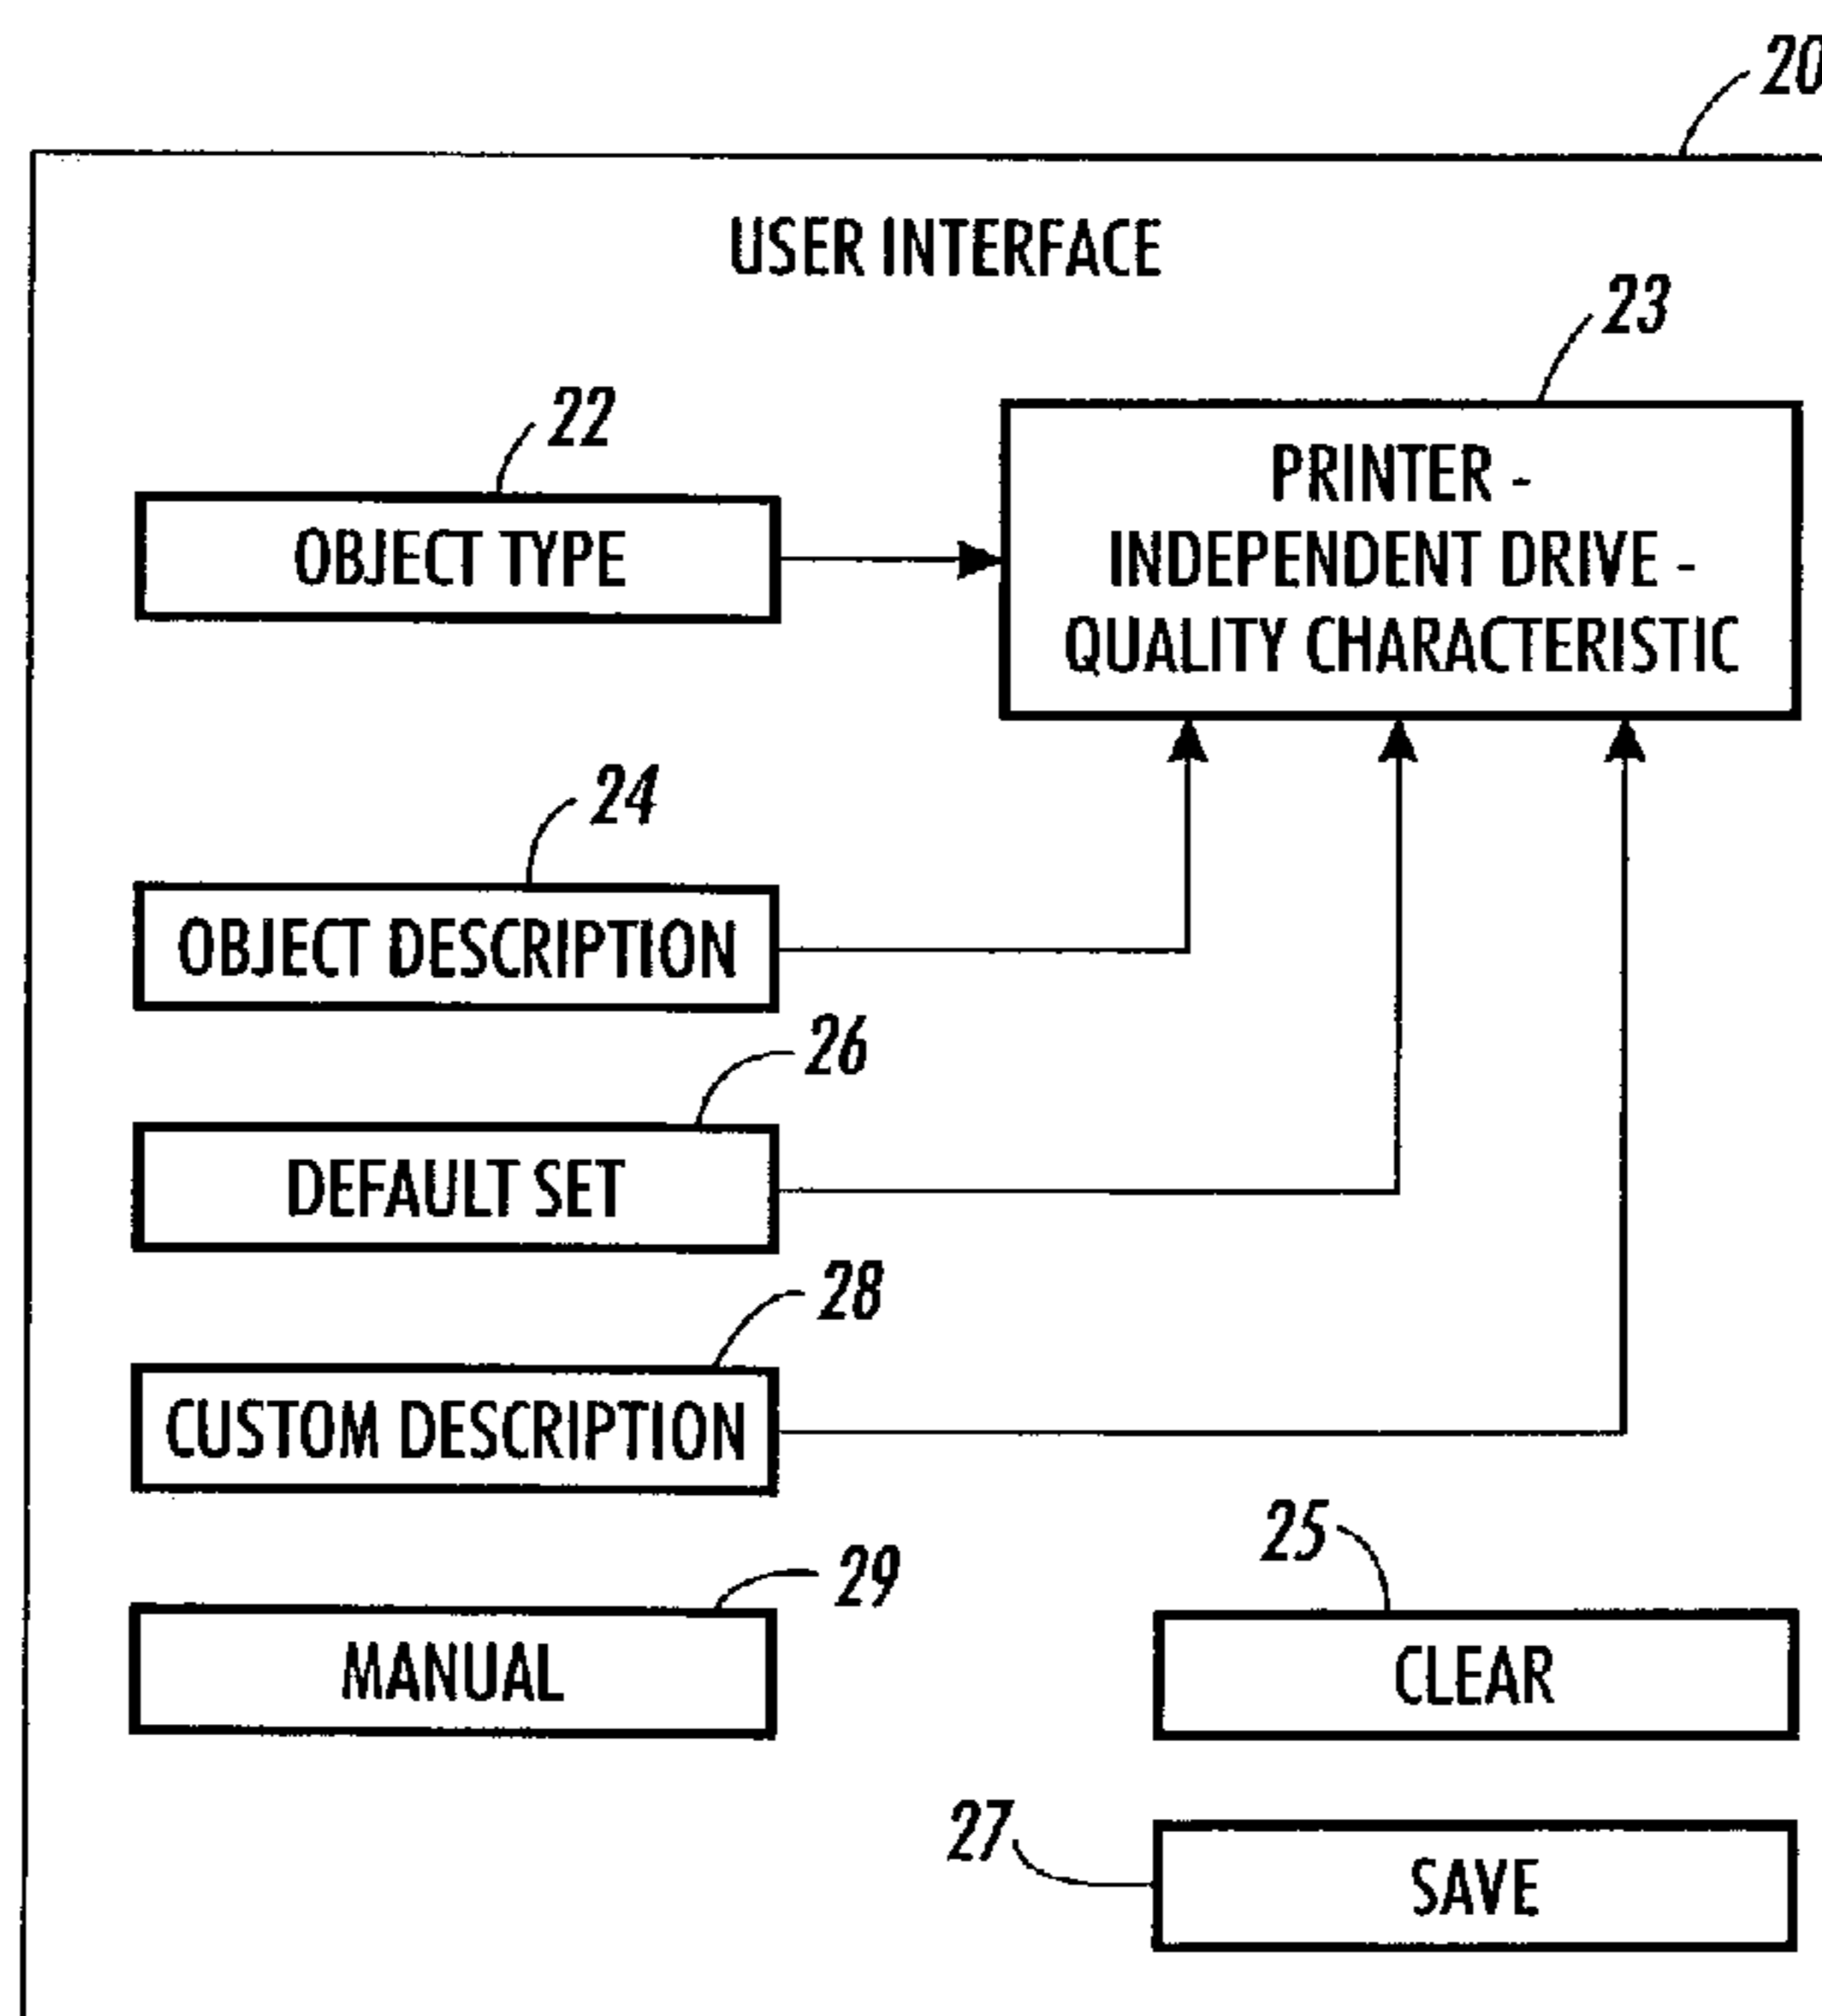 20
USER INTERFACE
23
22
PRINTER -
INDEPENDENT DRIVE -
QUALITY CHARACTERISTIC
OBJECT TYPE
24
OBJECT DESCRIPTION
26
DEFAULT SET
28
CUSTOM DESCRIPTION
25
29
MANUAL
CLEAR
27
SAVE